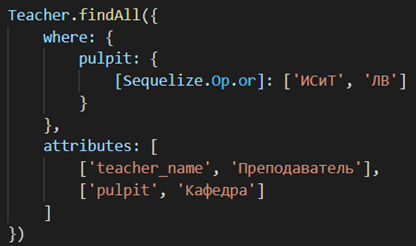 Teacher.findAll({
    where: {
        pulpit: {
            [Sequelize.Op.or]: ['ИСиТ', 'ЛВ']
        }
    },
    attributes: [
        ['teacher_name', 'Преподаватель'],
        ['pulpit', 'Кафедра']
    ]
})